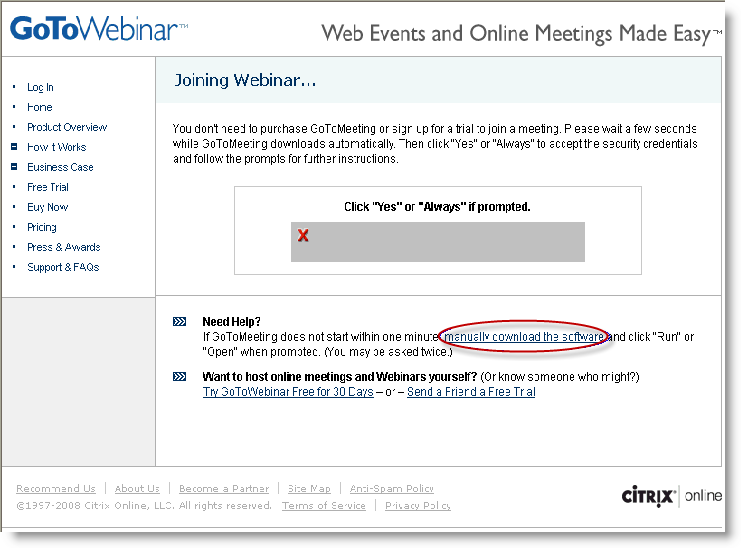 GoToWebinar™
Web Events and Online Meetings Made Easy™
Log In
Home
Product Overview
How it Works
Business Case
Free Trial
Buy Now
Pricing
Press & Awards
Support & FAQs
Joining Webinar...
You don't need to purchase GoToMeeting or sign up for a trial to join a meeting. Please wait a few seconds
while GoToMeeting downloads automatically. Then click "Yes" or "Always" to accept the security credentials
and follow the prompts for further instructions.
Click "Yes" or "Always" if prompted.
Need Help?
If GoToMeeting does not start within one minute manually download the software and click "Run" or
"Open" when prompted. (You may be asked twice.)
Want to host online meetings and Webinars yourself? (Or know someone who might?)
Try GoToWebinar Free for 30 Days – or – Send a Friend a Free Trial
Recommend Us | About Us | Become a Partner | Site Map | Anti-Spam Policy
©1997-2008 Citrix Online, LLC. All rights reserved. Terms of Service | Privacy Policy
CITRIX | online